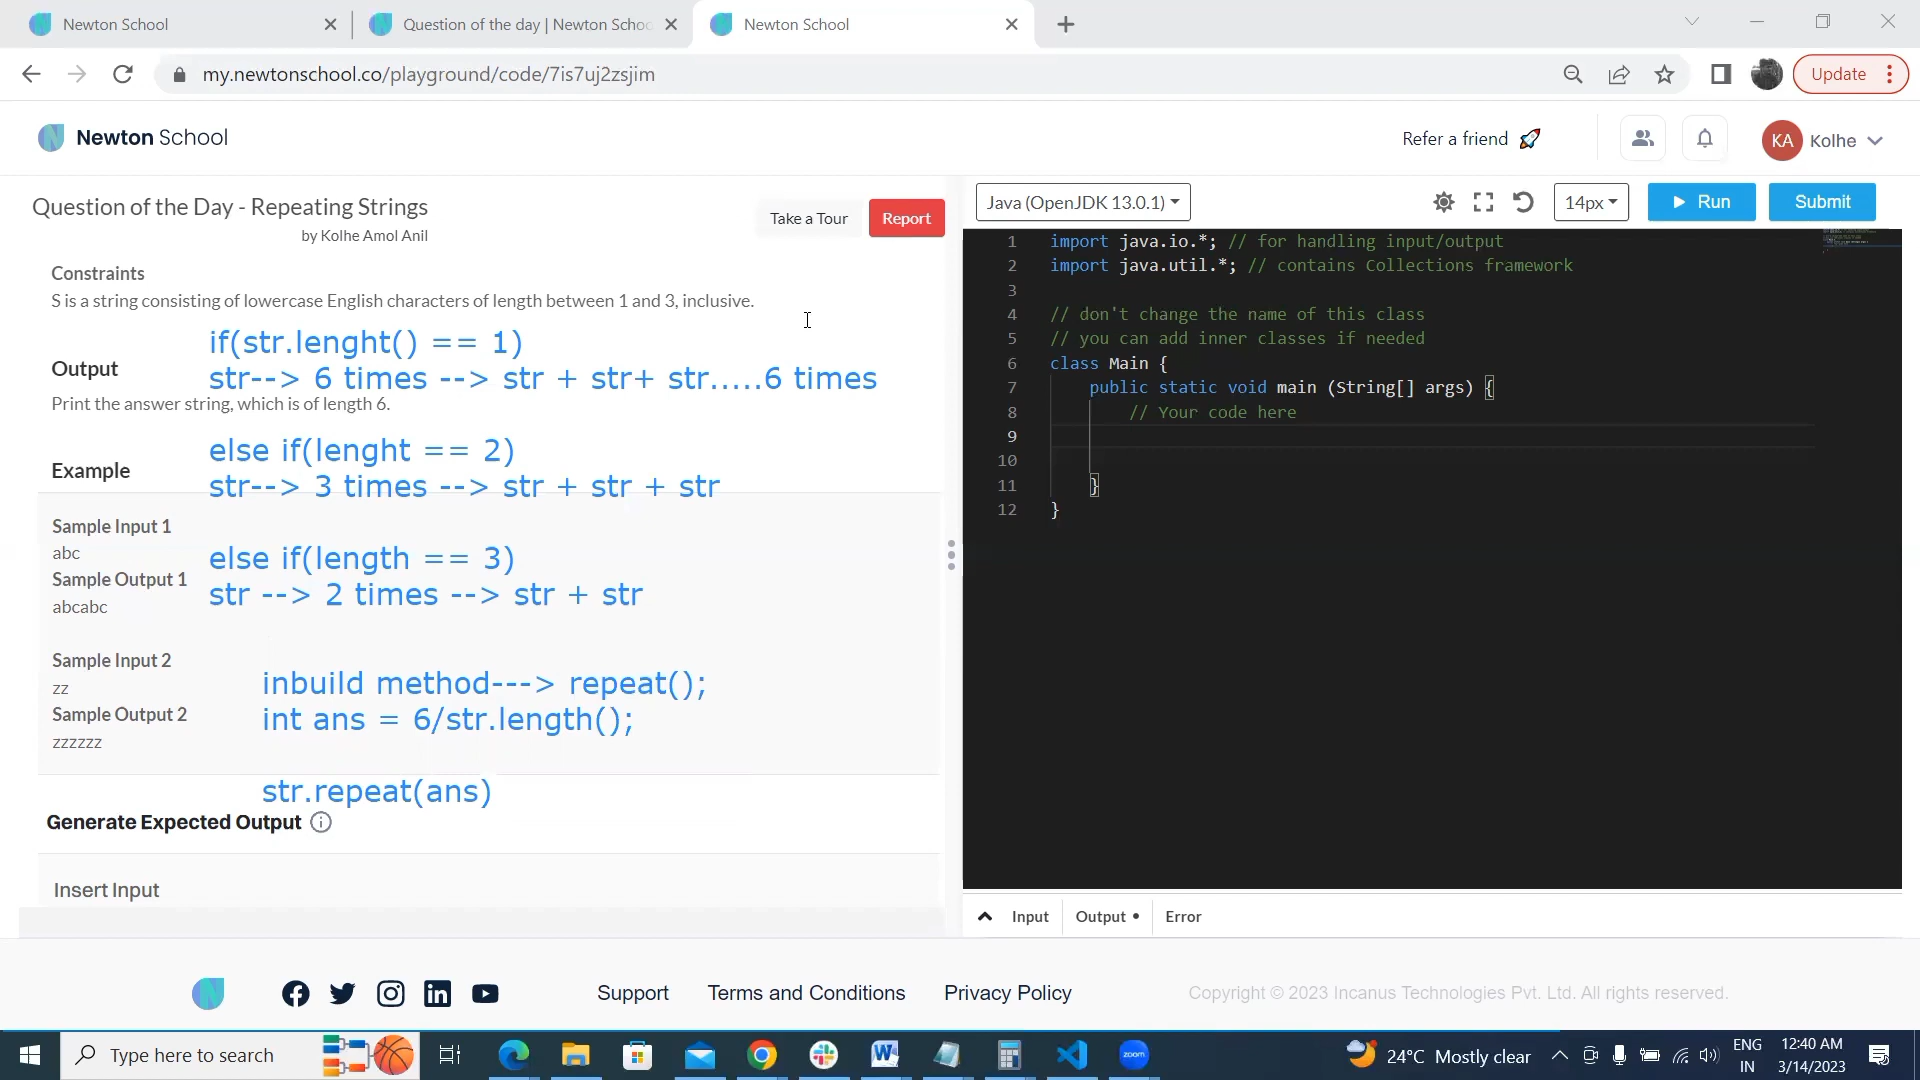 Newton School
Question of the day | Newton Schoo
Newton School
my.newtonschool.co/playground/code/7is7uj2zsjim
Update
Newton School
Refer a friend
KA
Kolhe
Question of the Day - Repeating Strings
by Kolhe Amol Anil
Take a Tour
Report
Constraints
S is a string consisting of lowercase English characters of length between 1 and 3, inclusive.
if(str.lenght() == 1)
Output
str--> 6 times --> str + str+ str.....6 times
Print the answer string, which is of length 6.
else if(lenght == 2)
Example
str--> 3 times --> str + str + str
Sample Input 1
abc
else if(length == 3)
Sample Output 1
str --> 2 times --> str + str
abcabc
Sample Input 2
zz
inbuild method---> repeat();
Sample Output 2
int ans = 6/str.length();
zzzzzz
str.repeat(ans)
Generate Expected Output
Insert Input
Java (OpenJDK 13.0.1)
14px
Run
Submit
1 import java.io.*; // for handling input/output
2 import java.util.*; // contains Collections framework
3
4 // don't change the name of this class
5 // you can add inner classes if needed
6 class Main {
7 public static void main (String[] args) {
8 // Your code here
9
10
11 }
12 }
Input
Output
Error
Support
Terms and Conditions
Privacy Policy
Copyright © 2023 Incanus Technologies Pvt. Ltd. All rights reserved.
Type here to search
zoom
24°C Mostly clear
ENG
IN
12:40 AM
3/14/2023